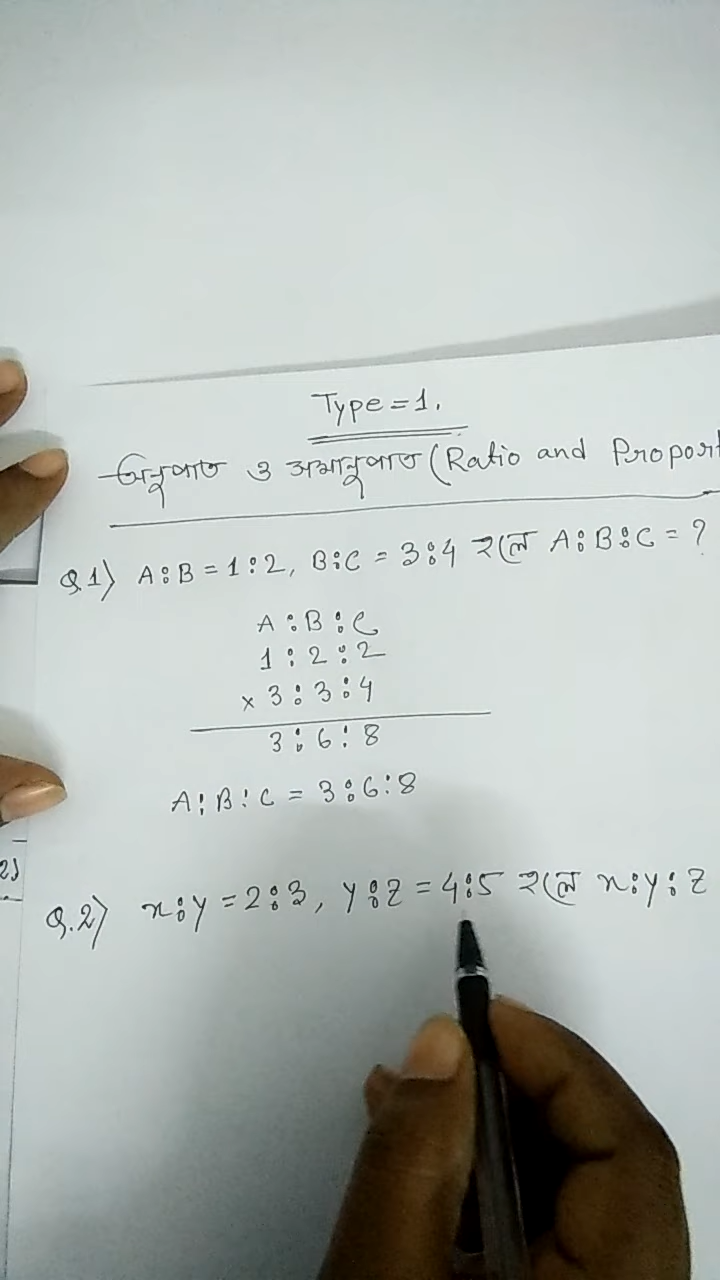 Type = 1.
অনুপাত ও সমানুপাত (Ratio and Proport
Q.1) A:B = 1:2, B:C = 3:4 হলে A:B:C = ?
A:B:C
1:2:2
× 3:3:4
3:6:8
A:B:C = 3:6:8
Q.2) x:y = 2:3, y:z = 4:5 হলে x:y:z